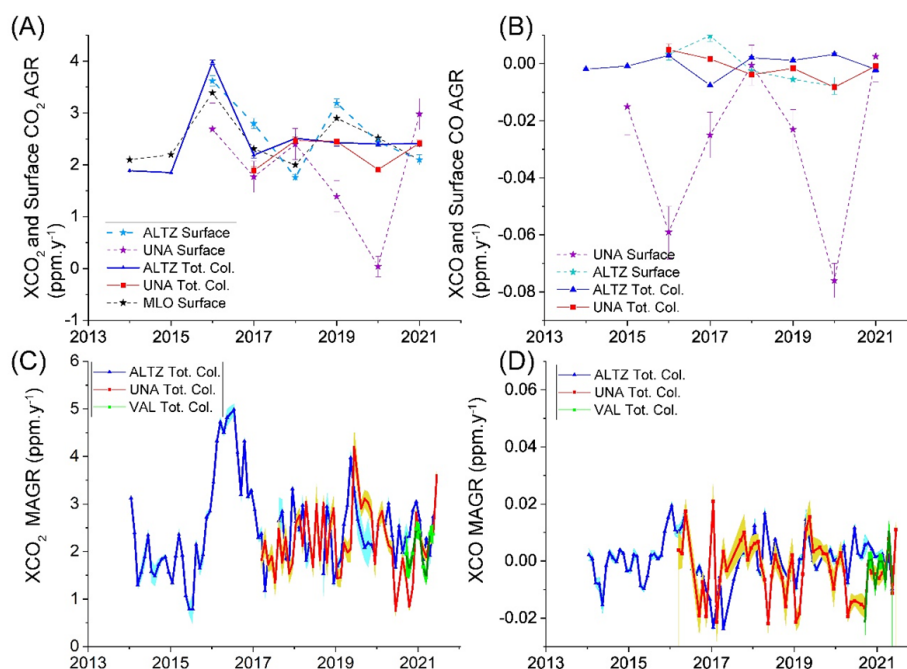 (A)
XCO₂ and Surface CO₂ AGR
(ppm.y⁻¹)
4
3
2
1
0
-1
2013 2015 2017 2019 2021
ALTZ Surface
UNA Surface
ALTZ Tot. Col.
UNA Tot. Col.
MLO Surface
(B)
XCO and Surface CO AGR
(ppm.y⁻¹)
0.00
-0.02
-0.04
-0.06
-0.08
2013 2015 2017 2019 2021
UNA Surface
ALTZ Surface
ALTZ Tot. Col.
UNA Tot. Col.
(C)
XCO₂ MAGR (ppm.y⁻¹)
6
5
4
3
2
1
0
2013 2015 2017 2019 2021
ALTZ Tot. Col.
UNA Tot. Col.
VAL Tot. Col.
(D)
XCO MAGR (ppm.y⁻¹)
0.06
0.04
0.02
0.00
-0.02
2013 2015 2017 2019 2021
ALTZ Tot. Col.
UNA Tot. Col.
VAL Tot. Col.